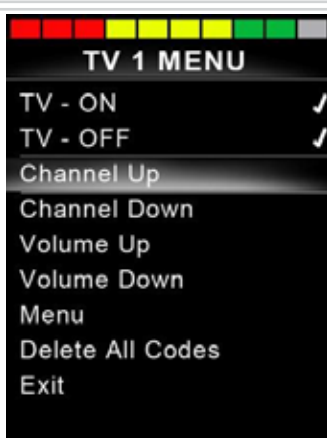 TV 1 MENU
TV - ON ✓
TV - OFF ✓
Channel Up
Channel Down
Volume Up
Volume Down
Menu
Delete All Codes
Exit